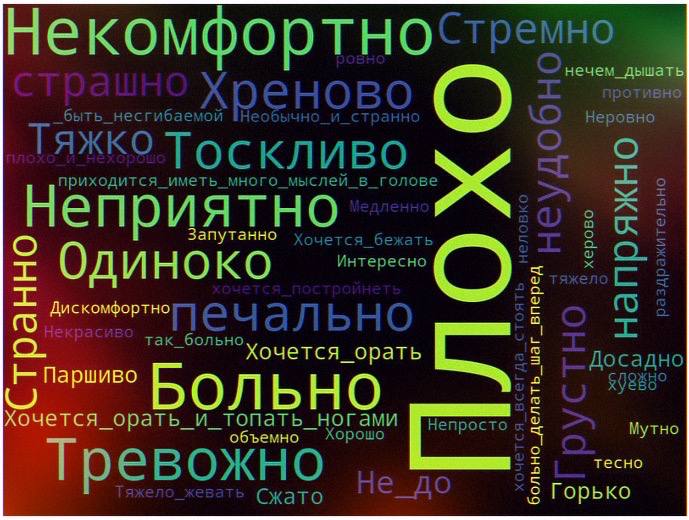 Некомфортно
Стремно
ровно
нечем_дышать
страшно
Хреново
противно
_быть_несгибаемой
Необычно_и_странно
Неровно
Тяжко
Тоскливо
плохо_и_нехорошо
приходится_иметь_много_мыслей_в_голове
Неприятно
Медленно
Запутанно
Хочется_бежать
Одиноко
Интересно
хочется_постройнеть
Дискомфортно
печально
Некрасиво
так_больно
Хочется_орать
Странно
Паршиво
Больно
Хочется_орать_и_топать_ногами
объемно
Хорошо
Тревожно
Тяжело_жевать
Сжато
Не_до
Плохо
Непросто
неловко
хочется_всегда_стоять
больно_делать_шаг_вперед
неудобно
херово
тяжело
напряжно
раздражительно
Грустно
Досадно
сложно
хуево
Мутно
тесно
Горько